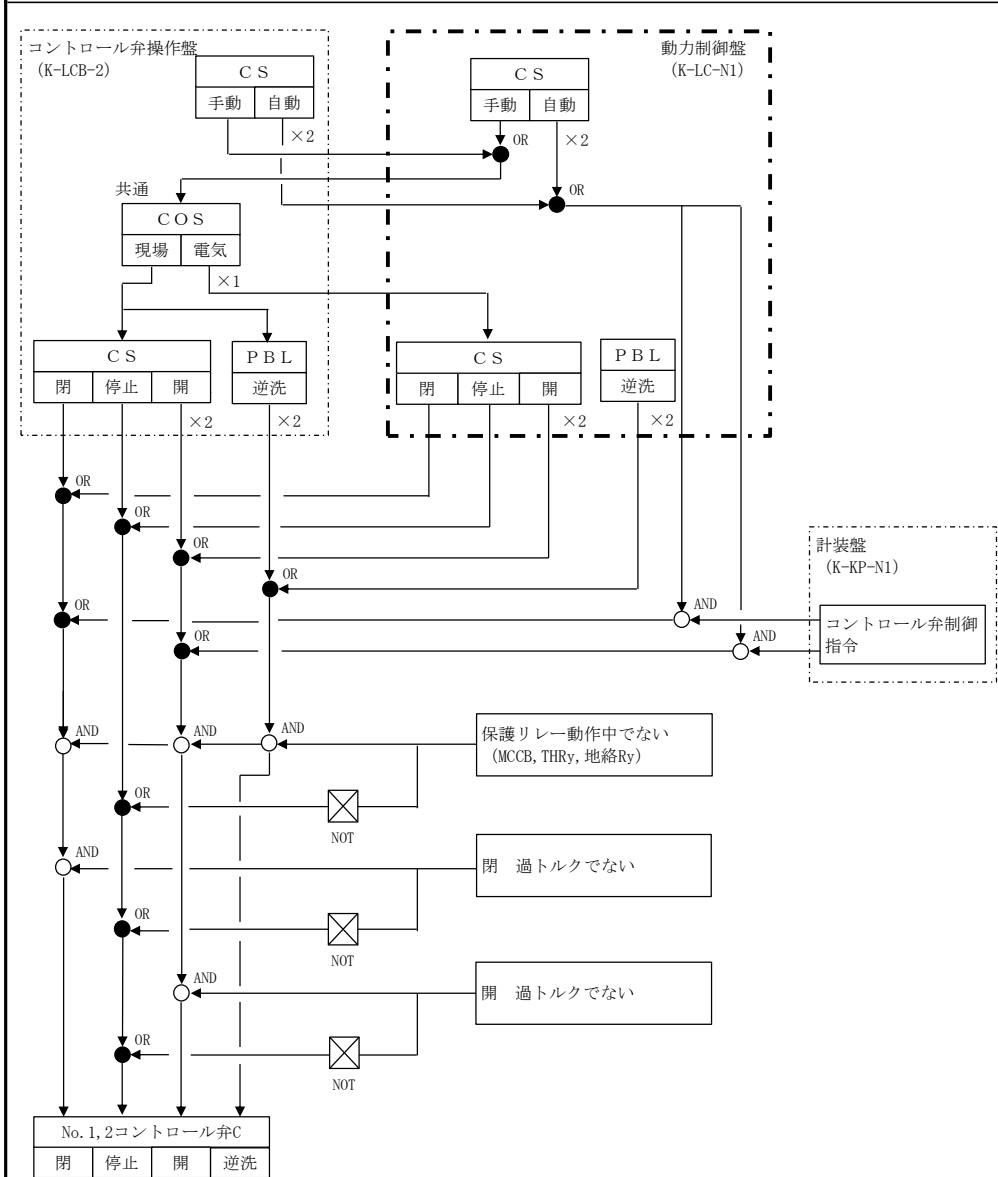 コントロール弁操作盤
(K-LCB-2)
CS
手動 自動
×2
動力制御盤
(K-LC-N1)
CS
手動 自動
×2
OR
OR
共通
COS
現場 電気
×1
CS
閉 停止 開
×2
PBL
逆洗
×2
CS
閉 停止 開
×2
PBL
逆洗
×2
OR
OR
OR
OR
計装盤
(K-KP-N1)
コントロール弁制御
指令
AND
AND
OR
OR
AND
AND
AND
保護リレー動作中でない
(MCCB,THRy,地絡Ry)
OR
NOT
AND
閉 過トルクでない
OR
NOT
AND
開 過トルクでない
OR
NOT
No.1,2コントロール弁C
閉 停止 開 逆洗